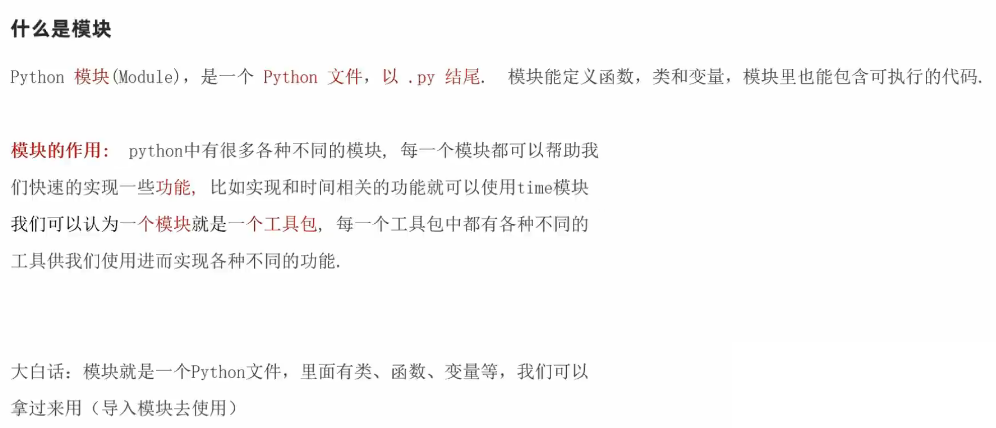 什么是模块
Python 模块(Module)，是一个 Python 文件，以 .py 结尾. 模块能定义函数，类和变量，模块里也能包含可执行的代码.
模块的作用： python中有很多各种不同的模块, 每一个模块都可以帮助我
们快速的实现一些功能, 比如实现和时间相关的功能就可以使用time模块
我们可以认为一个模块就是一个工具包, 每一个工具包中都有各种不同的
工具供我们使用进而实现各种不同的功能.
大白话：模块就是一个Python文件，里面有类、函数、变量等，我们可以
拿过来用（导入模块去使用）